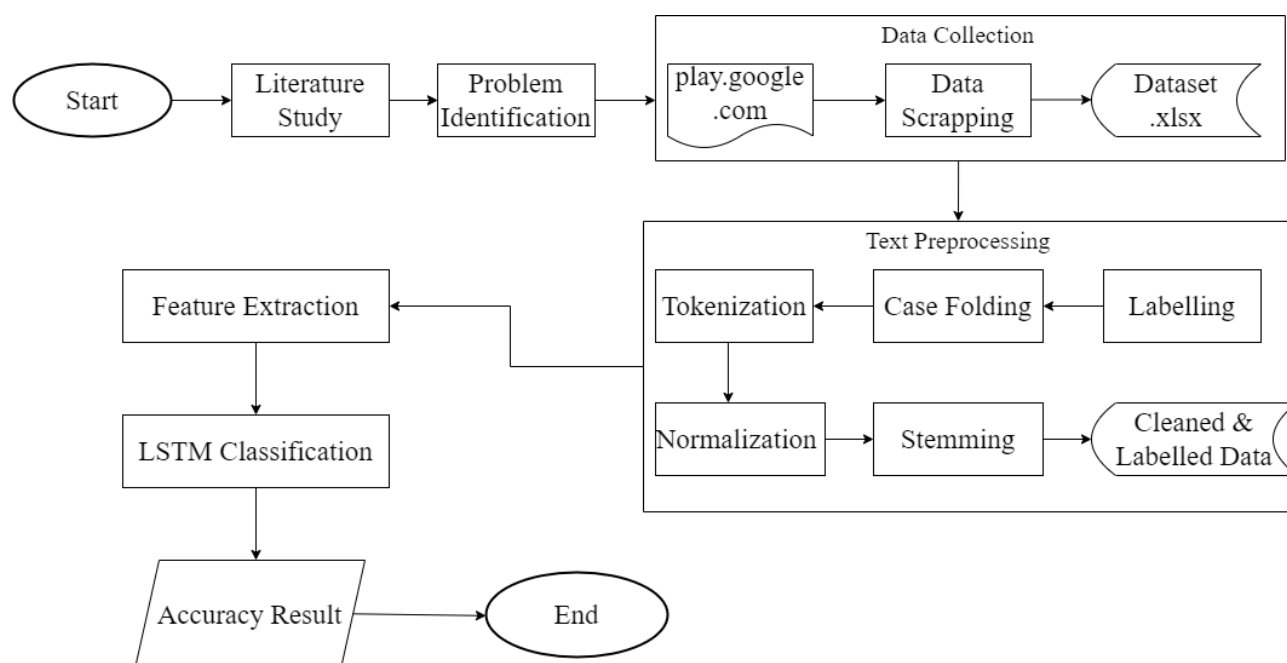 Data Collection
Start
Literature
Study
Problem
Identification
play.google
.com
Data
Scrapping
Dataset
.xlsx
Text Preprocessing
Labelling
Case Folding
Tokenization
Normalization
Stemming
Cleaned &
Labelled Data
Feature Extraction
LSTM Classification
Accuracy Result
End